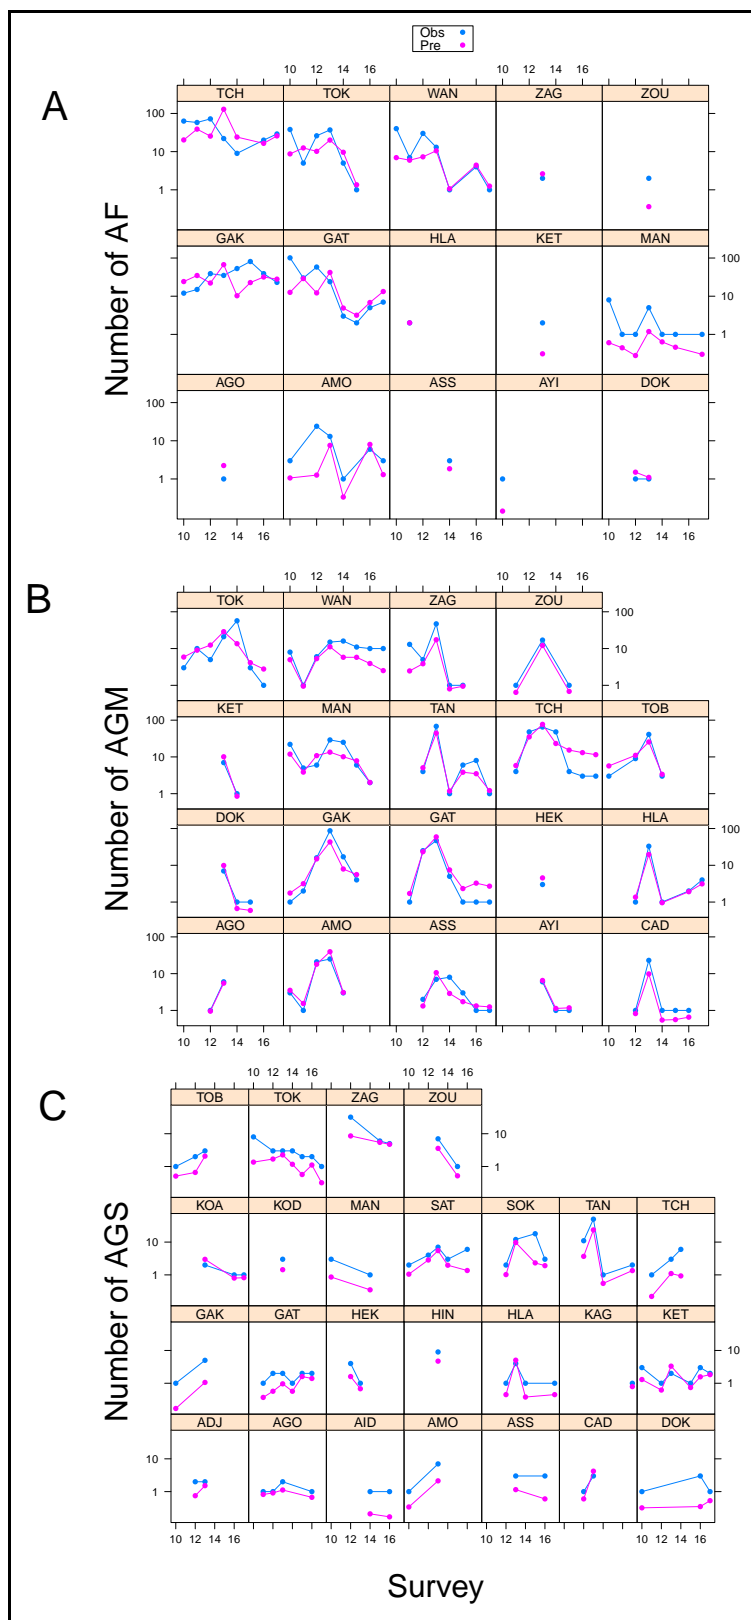 Obs
Pre
10 12 14 16
A
TCH TOK WAN ZAG ZOU
100
10
1
Number of AF
GAK GAT HLA KET MAN
100
10
1
AGO AMO ASS AYI DOK
100
10
1
10 12 14 16 10 12 14 16 10 12 14 16
B
10 12 14 16 10 12 14 16
TOK WAN ZAG ZOU
100
10
1
Number of AGM
KET MAN TAN TCH TOB
100
10
1
DOK GAK GAT HEK HLA
100
10
1
AGO AMO ASS AYI CAD
100
10
1
10 12 14 16 10 12 14 16 10 12 14 16
C
10 12 14 16 10 12 14 16
TOB TOK ZAG ZOU
10
1
Number of AGS
KOA KOD MAN SAT SOK TAN TCH
10
1
GAK GAT HEK HIN HLA KAG KET
10
1
ADJ AGO AID AMO ASS CAD DOK
10
1
10 12 14 16 10 12 14 16 10 12 14 16 10 12 14 16
Survey